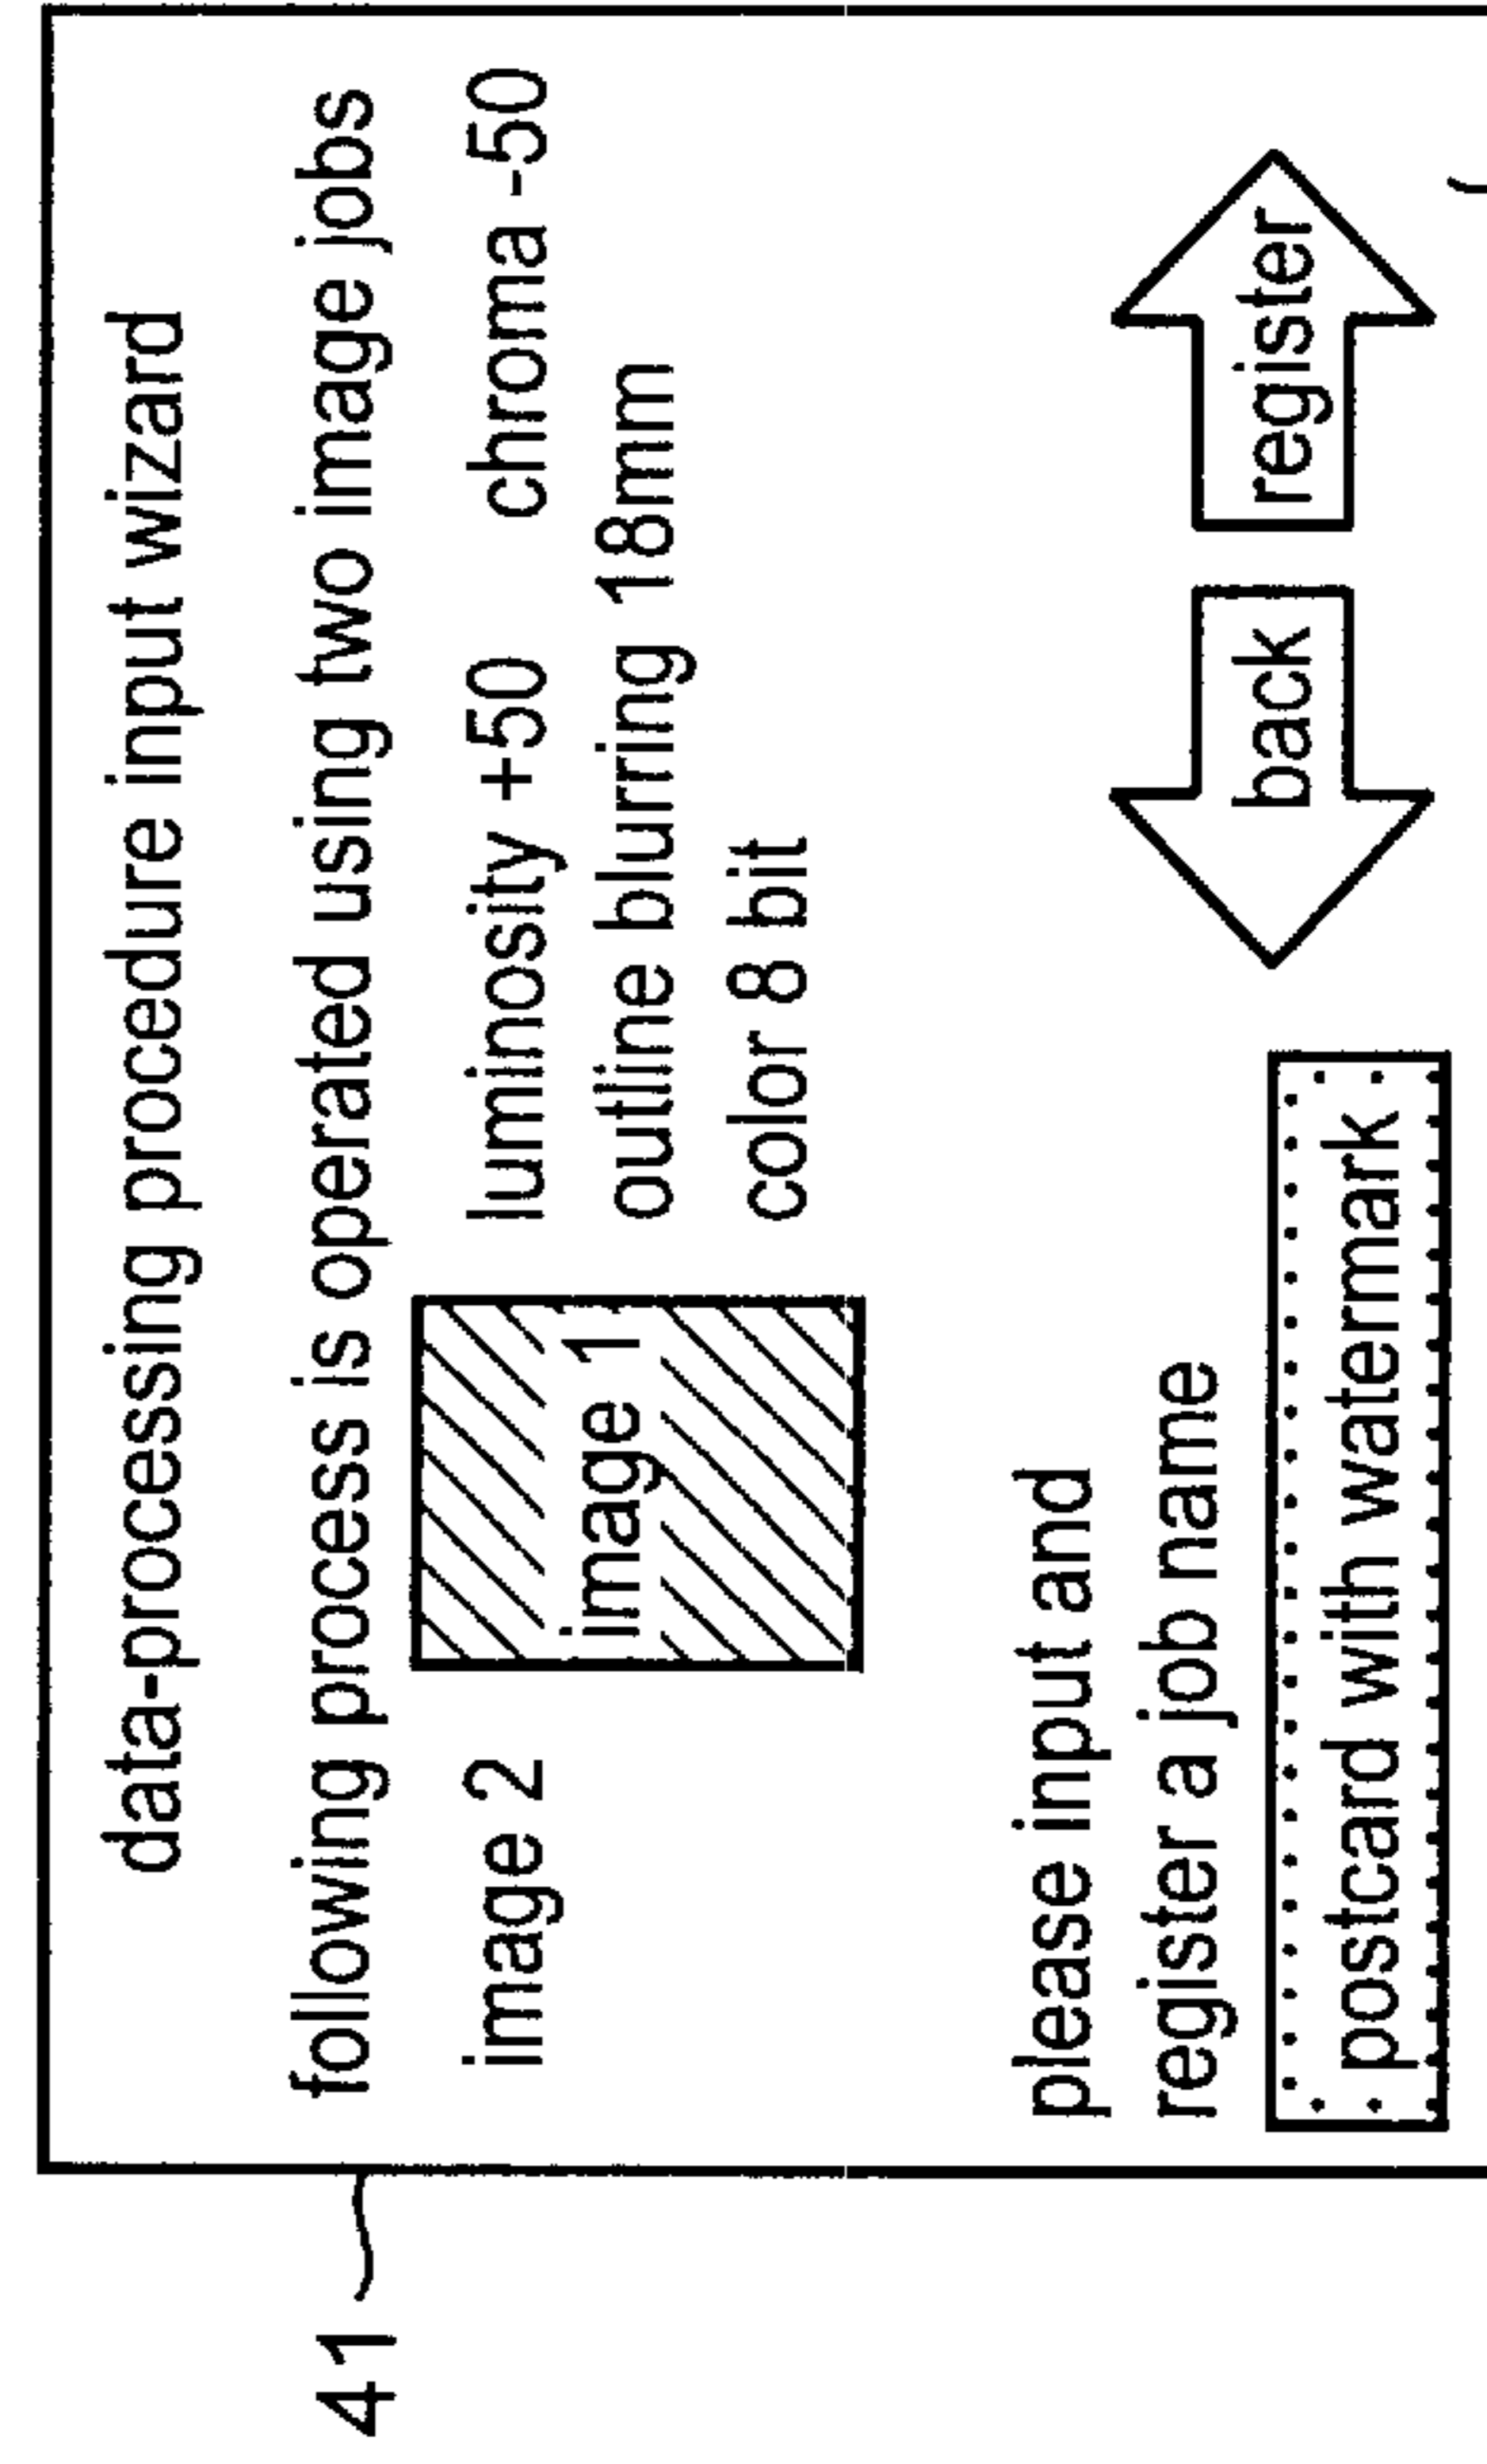 data-processing procedure input wizard
following process is operated using two image jobs
image 2
image 1
luminosity +50 chroma -50
outline blurring 18mm
color 8 bit
please input and
register a job name
postcard with watermark
back
register
41